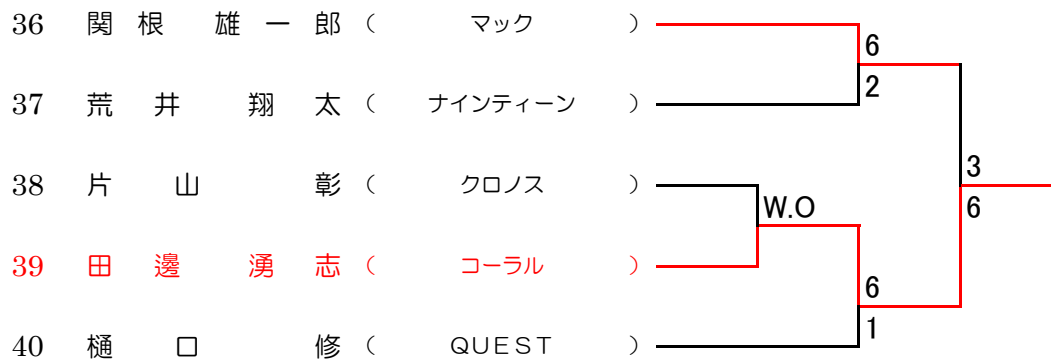 36 関根 雄一郎 ( マック )
6
37 荒井 翔太 ( ナインティーン )
2
38 片山 彰 ( クロノス )
3
W.O
6
39 田邊 湧志 ( コーラル )
6
40 樋口 修 ( QUEST )
1